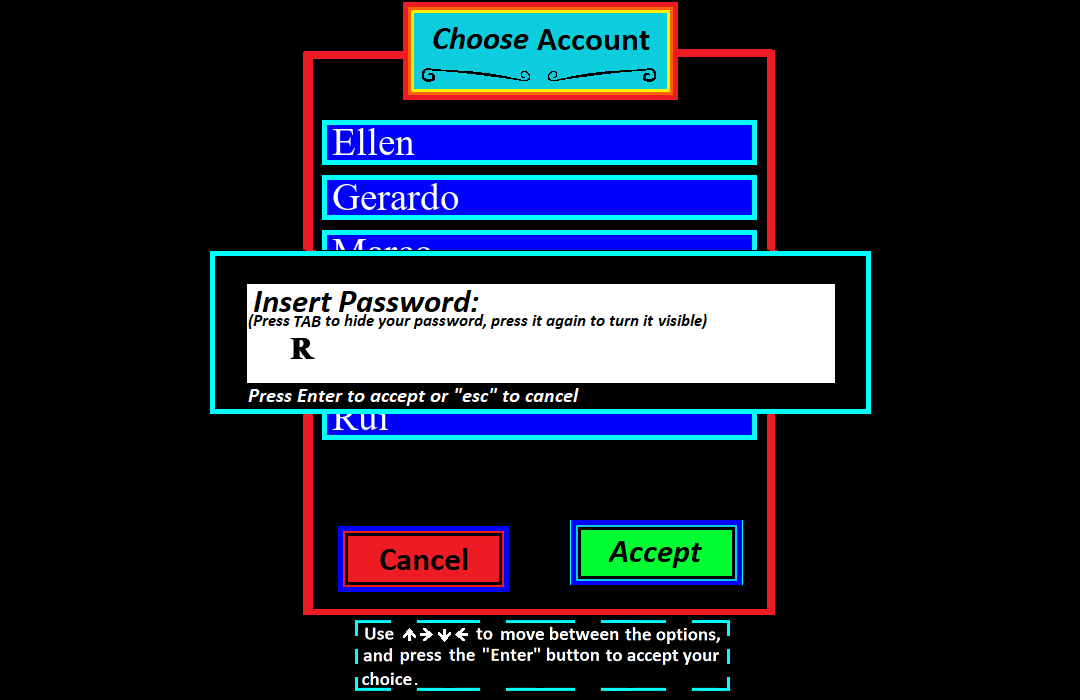 Choose Account
Ellen
Gerardo
Insert Password:
(Press TAB to hide your password, press it again to turn it visible)
R
Press Enter to accept or "esc" to cancel
Rui
Cancel
Accept
Use ↑→↓← to move between the options,
and press the "Enter" button to accept your
choice.